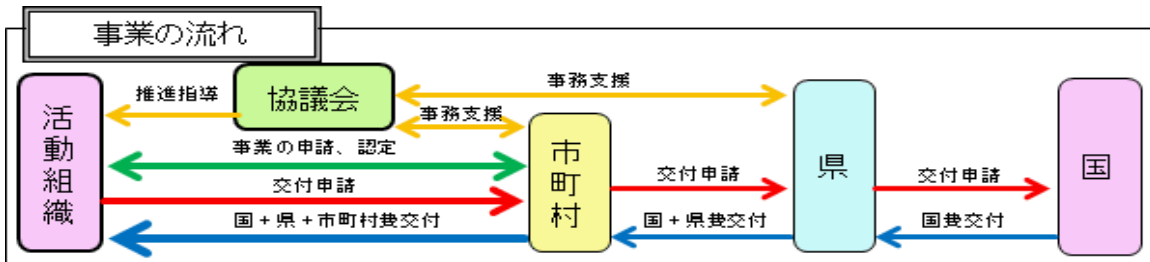 事業の流れ
活動組織
推進指導
協議会
事務支援
事務支援
事業の申請、認定
交付申請
国+県+市町村費交付
市町村
交付申請
国+県費交付
県
交付申請
国費交付
国